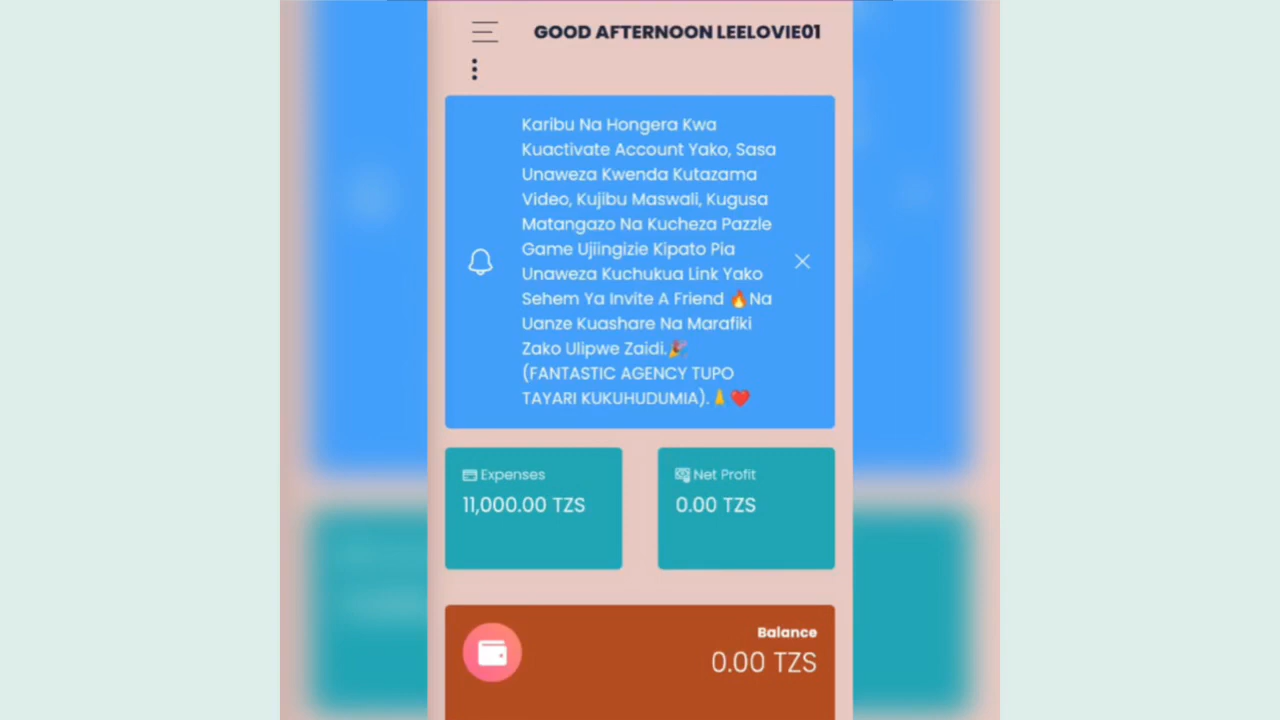 GOOD AFTERNOON LEELOVIE01
Karibu Na Hongera Kwa
Kuactivate Account Yako, Sasa
Unaweza Kwenda Kutazama
Video, Kujibu Maswali, Kugusa
Matangazo Na Kucheza Pazzle
Game Ujiingizie Kipato Pia
Unaweza Kuchukua Link Yako
Sehem Ya Invite A Friend 🔥Na
Uanze Kuashare Na Marafiki
Zako Ulipwe Zaidi.🎉
(FANTASTIC AGENCY TUPO
TAYARI KUKUHUDUMIA).🙏❤️
Expenses
11,000.00 TZS
Net Profit
0.00 TZS
Balance
0.00 TZS